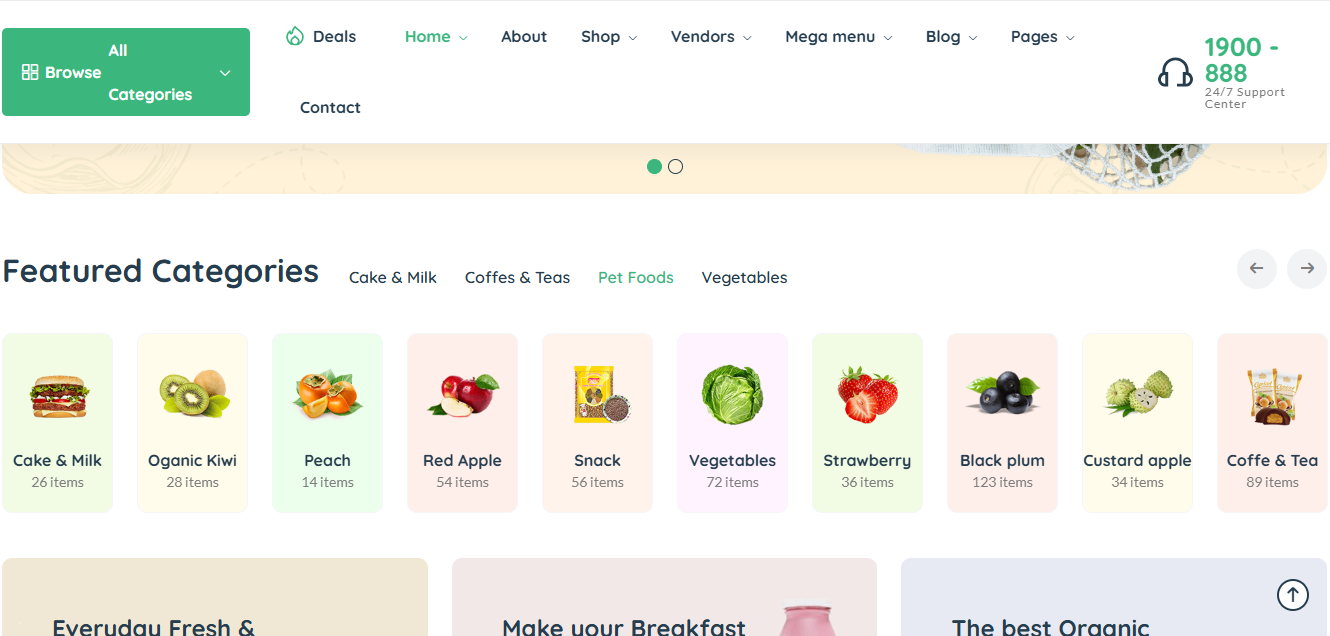 All
Browse
Categories
Deals
Home
About
Shop
Vendors
Mega menu
Blog
Pages
Contact
1900 -
888
24/7 Support
Center
Featured Categories
Cake & Milk
Coffes & Teas
Pet Foods
Vegetables
Cake & Milk
26 items
Oganic Kiwi
28 items
Peach
14 items
Red Apple
54 items
Snack
56 items
Vegetables
72 items
Strawberry
36 items
Black plum
123 items
Custard apple
34 items
Coffe & Tea
89 items
Everyday Fresh &
Make your Breakfast
The best Organic